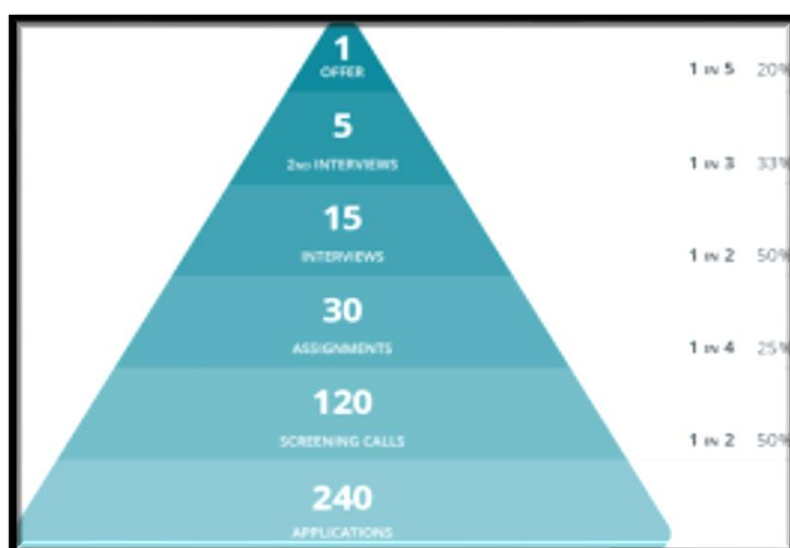 1
OFFER
1 IN 5 20%
5
2ND INTERVIEWS
1 IN 3 33%
15
INTERVIEWS
1 IN 2 50%
30
ASSIGNMENTS
1 IN 4 25%
120
SCREENING CALLS
1 IN 2 50%
240
APPLICATIONS